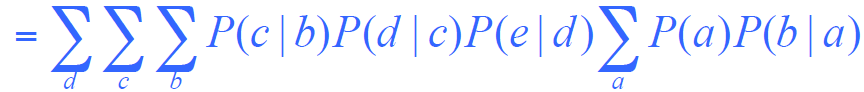 = ∑_d ∑_c ∑_b P(c | b)P(d | c)P(e | d) ∑_a P(a)P(b | a)